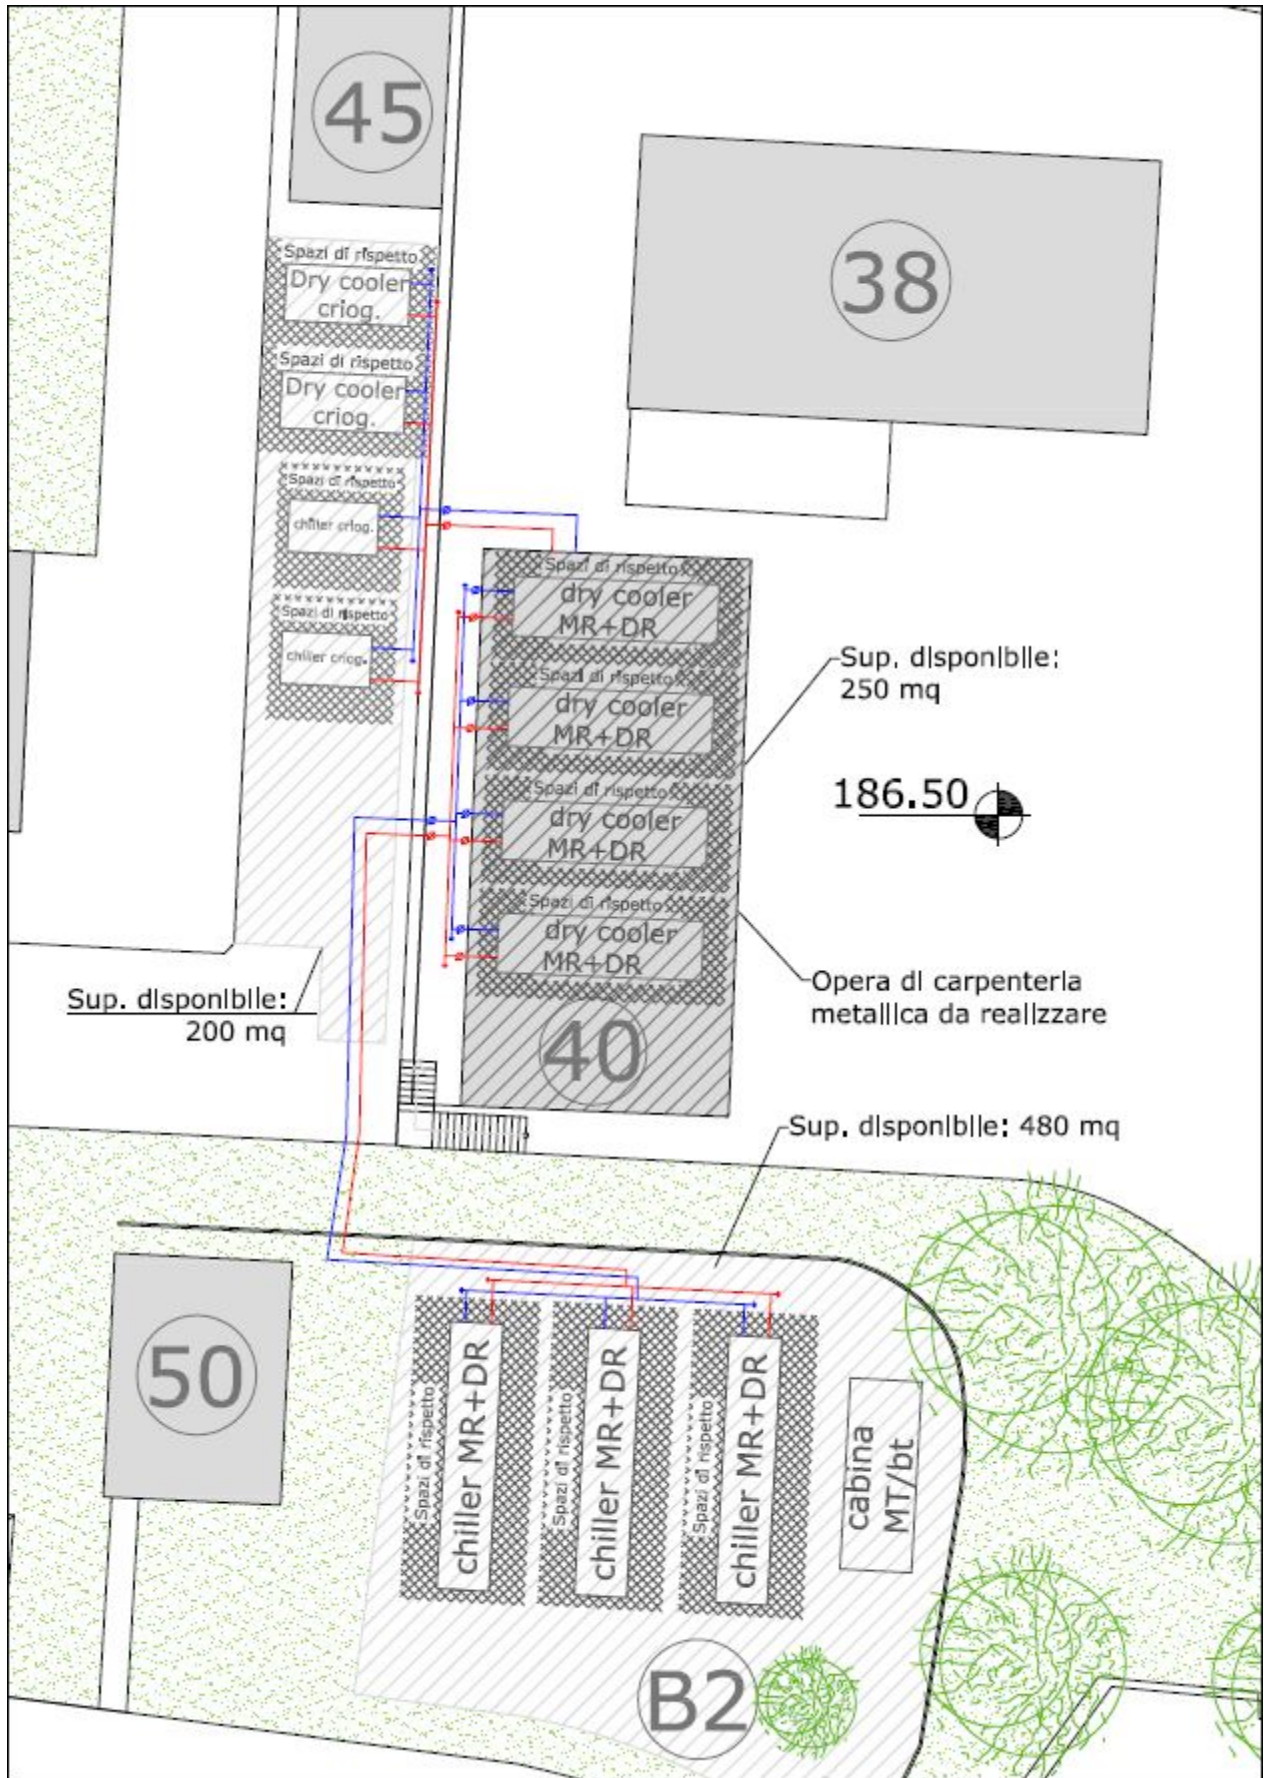 45
38
Spazi di rispetto
Dry cooler
criog.
Spazi di rispetto
Dry cooler
criog.
Spazi di rispetto
chiller criog.
Spazi di rispetto
chiller criog.
Spazi di rispetto
dry cooler
MR+DR
Spazi di rispetto
dry cooler
MR+DR
Spazi di rispetto
dry cooler
MR+DR
Spazi di rispetto
dry cooler
MR+DR
40
Sup. disponibile:
250 mq
186.50
Opera di carpenteria
metallica da realizzare
Sup. disponibile:
200 mq
Sup. disponibile: 480 mq
50
Spazi di rispetto
chiller MR+DR
Spazi di rispetto
chiller MR+DR
Spazi di rispetto
chiller MR+DR
cabina
MT/bt
B2